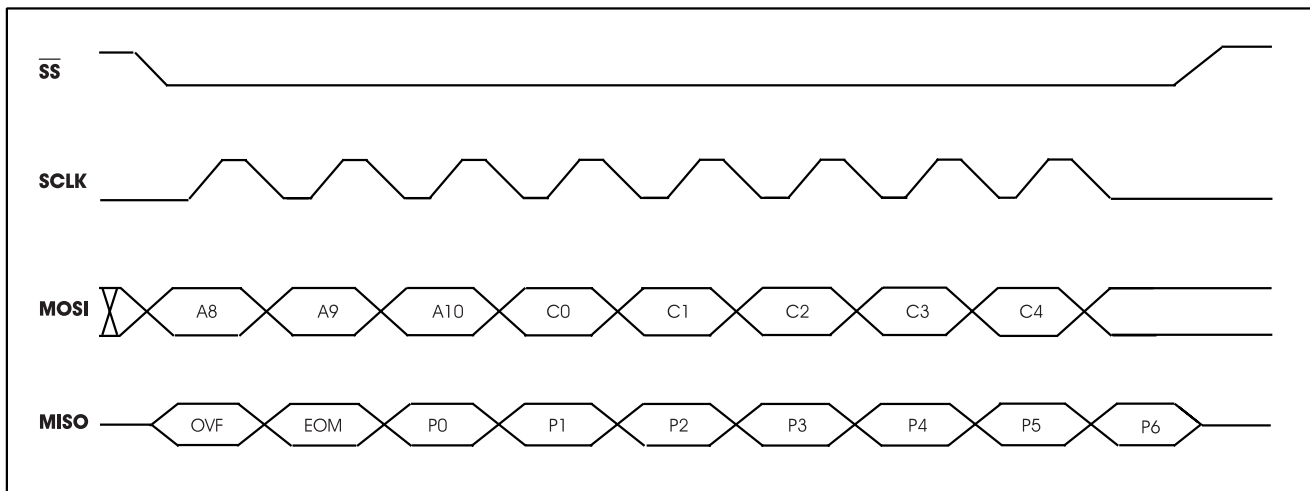 SS
SCLK
MOSI A8 A9 A10 C0 C1 C2 C3 C4
MISO OVF EOM P0 P1 P2 P3 P4 P5 P6